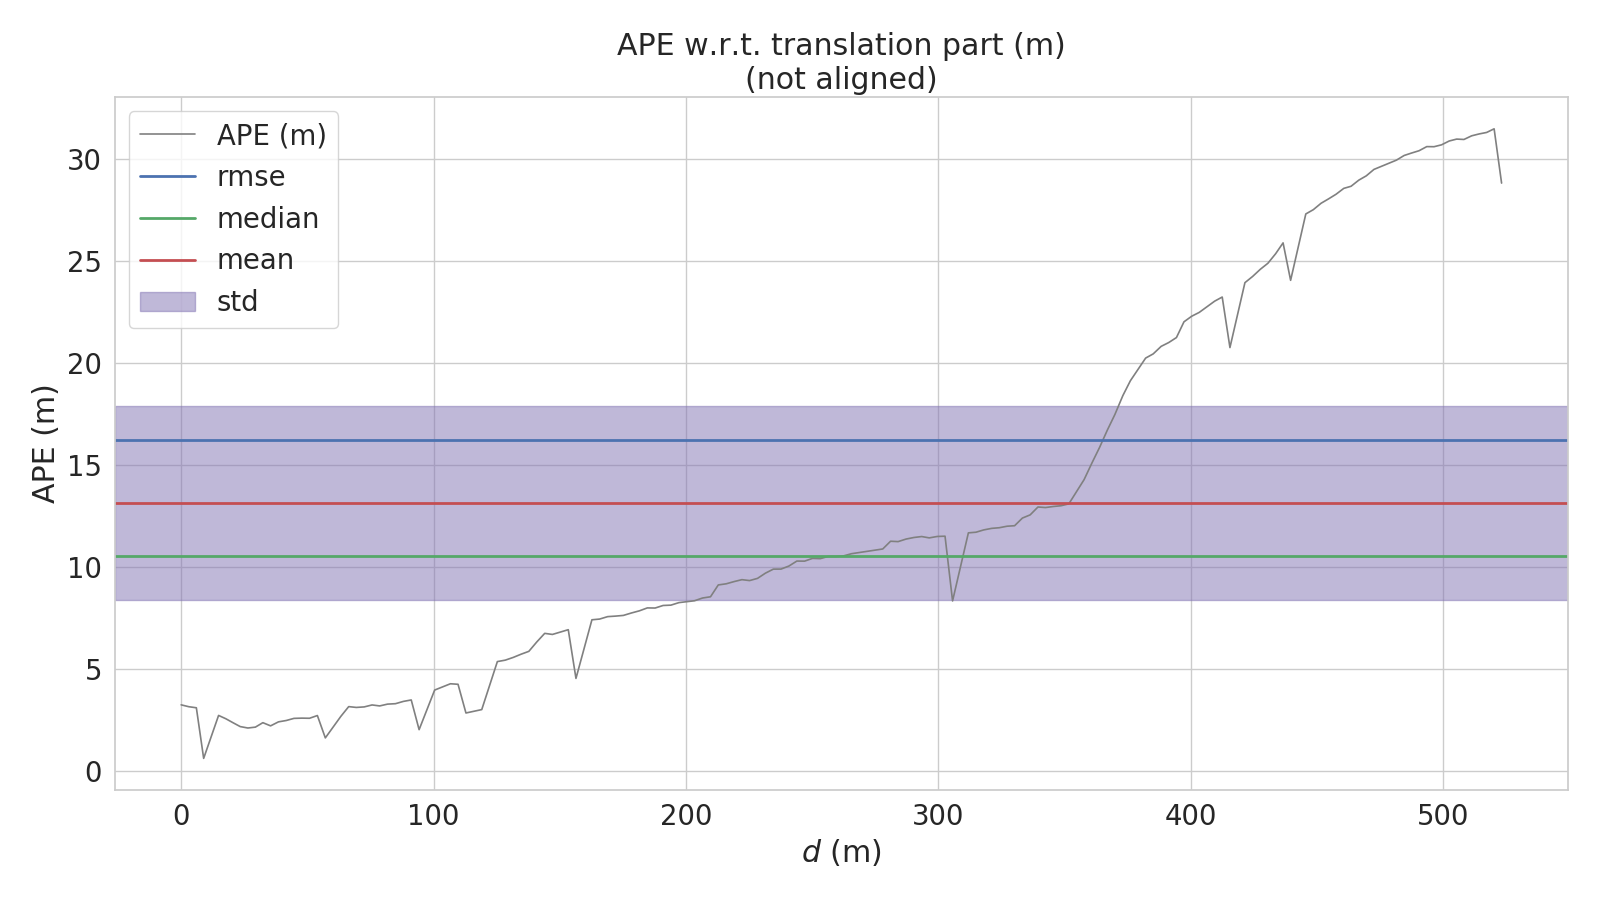 APE w.r.t. translation part (m)
(not aligned)
APE (m)
rmse
median
mean
std
30
25
20
15
10
5
0
APE (m)
0 100 200 300 400 500
d (m)